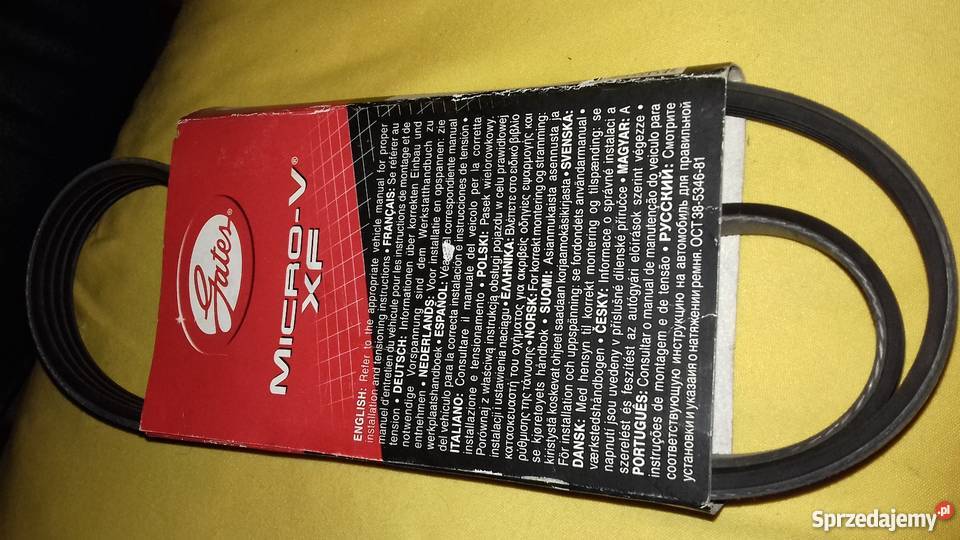 Gates®
MICRO-V®
XF
ENGLISH: Refer to the appropriate vehicle manual for proper
installation and tensioning instructions • FRANÇAIS: Se référer au
manuel d'entretien du véhicule pour les instructions de montage et de
tension • DEUTSCH: Informationen über korrekten Einbau und
notwendige Vorspannung sind dem Werkstatthandbuch zu
entnehmen • NEDERLANDS: Voor installatie en opspannen: zie
werkplaatshandboek • ESPAÑOL: correspondiente manual
del vehículo para la correcta instalación e instrucciones de tensión •
ITALIANO: Consultare il manuale del veicolo per la corretta
installazione e tensionamento • POLSKI: Pasek wielorowkowy.
Porównaj z właściwą instrukcją obsługi pojazdu w celu prawidłowej
instalacji i ustawienia naciągu • ΕΛΛΗΝΙΚΑ: Βλέπετε στο ειδικό βιβλίο
κατασκευαστή του οχήματος για ακριβείς οδηγίες εφαρμογής και
ρύθμισης της τάνυσης • NORSK: For korrekt montering og stramming:
se kjøretøyets håndbok • SUOMI: Asianmukaista asennusta ja
kiristystä koskevat ohjeet saadaan korjaamokäsikirjasta • SVENSKA:
För installation och uppspänning: se fordondets användarmanual •
DANSK: Med hensyn til korrekt montering og tilspænding: se
værkstedshåndbogen • ČESKY: Informace o správné instalaci a
napnutí jsou uvedeny v příslušné dílenské příručce • MAGYAR: A
szerelést és feszítést az autógyári előírások szerint végezze •
PORTUGUÊS: Consultar o manual de manutenção do veículo para
instruções de montagem e de tensão • РУССКИЙ: Смотрите
соответствующую инструкцию на автомобиль для правильной
установки и указаия о натяжении ремня. ОСТ 38-5346-81
Sprzedajemy.pl